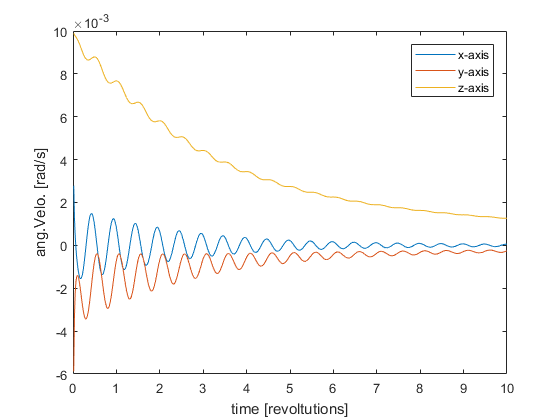 ×10-3
10
8
6
4
2
0
-2
-4
-6
ang.Velo. [rad/s]
x-axis
y-axis
z-axis
0 1 2 3 4 5 6 7 8 9 10
time [revoltutions]